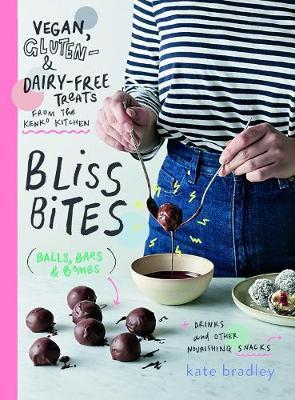 VEGAN,
GLUTEN-
&
DAIRY-FREE
TREATS
FROM THE
KENKO KITCHEN
BLiSS
BiTES
(BALLS, BARS
& BOMBS)
+ DRINKS
and OTHER
NOURISHING SNACKS
kate bradley